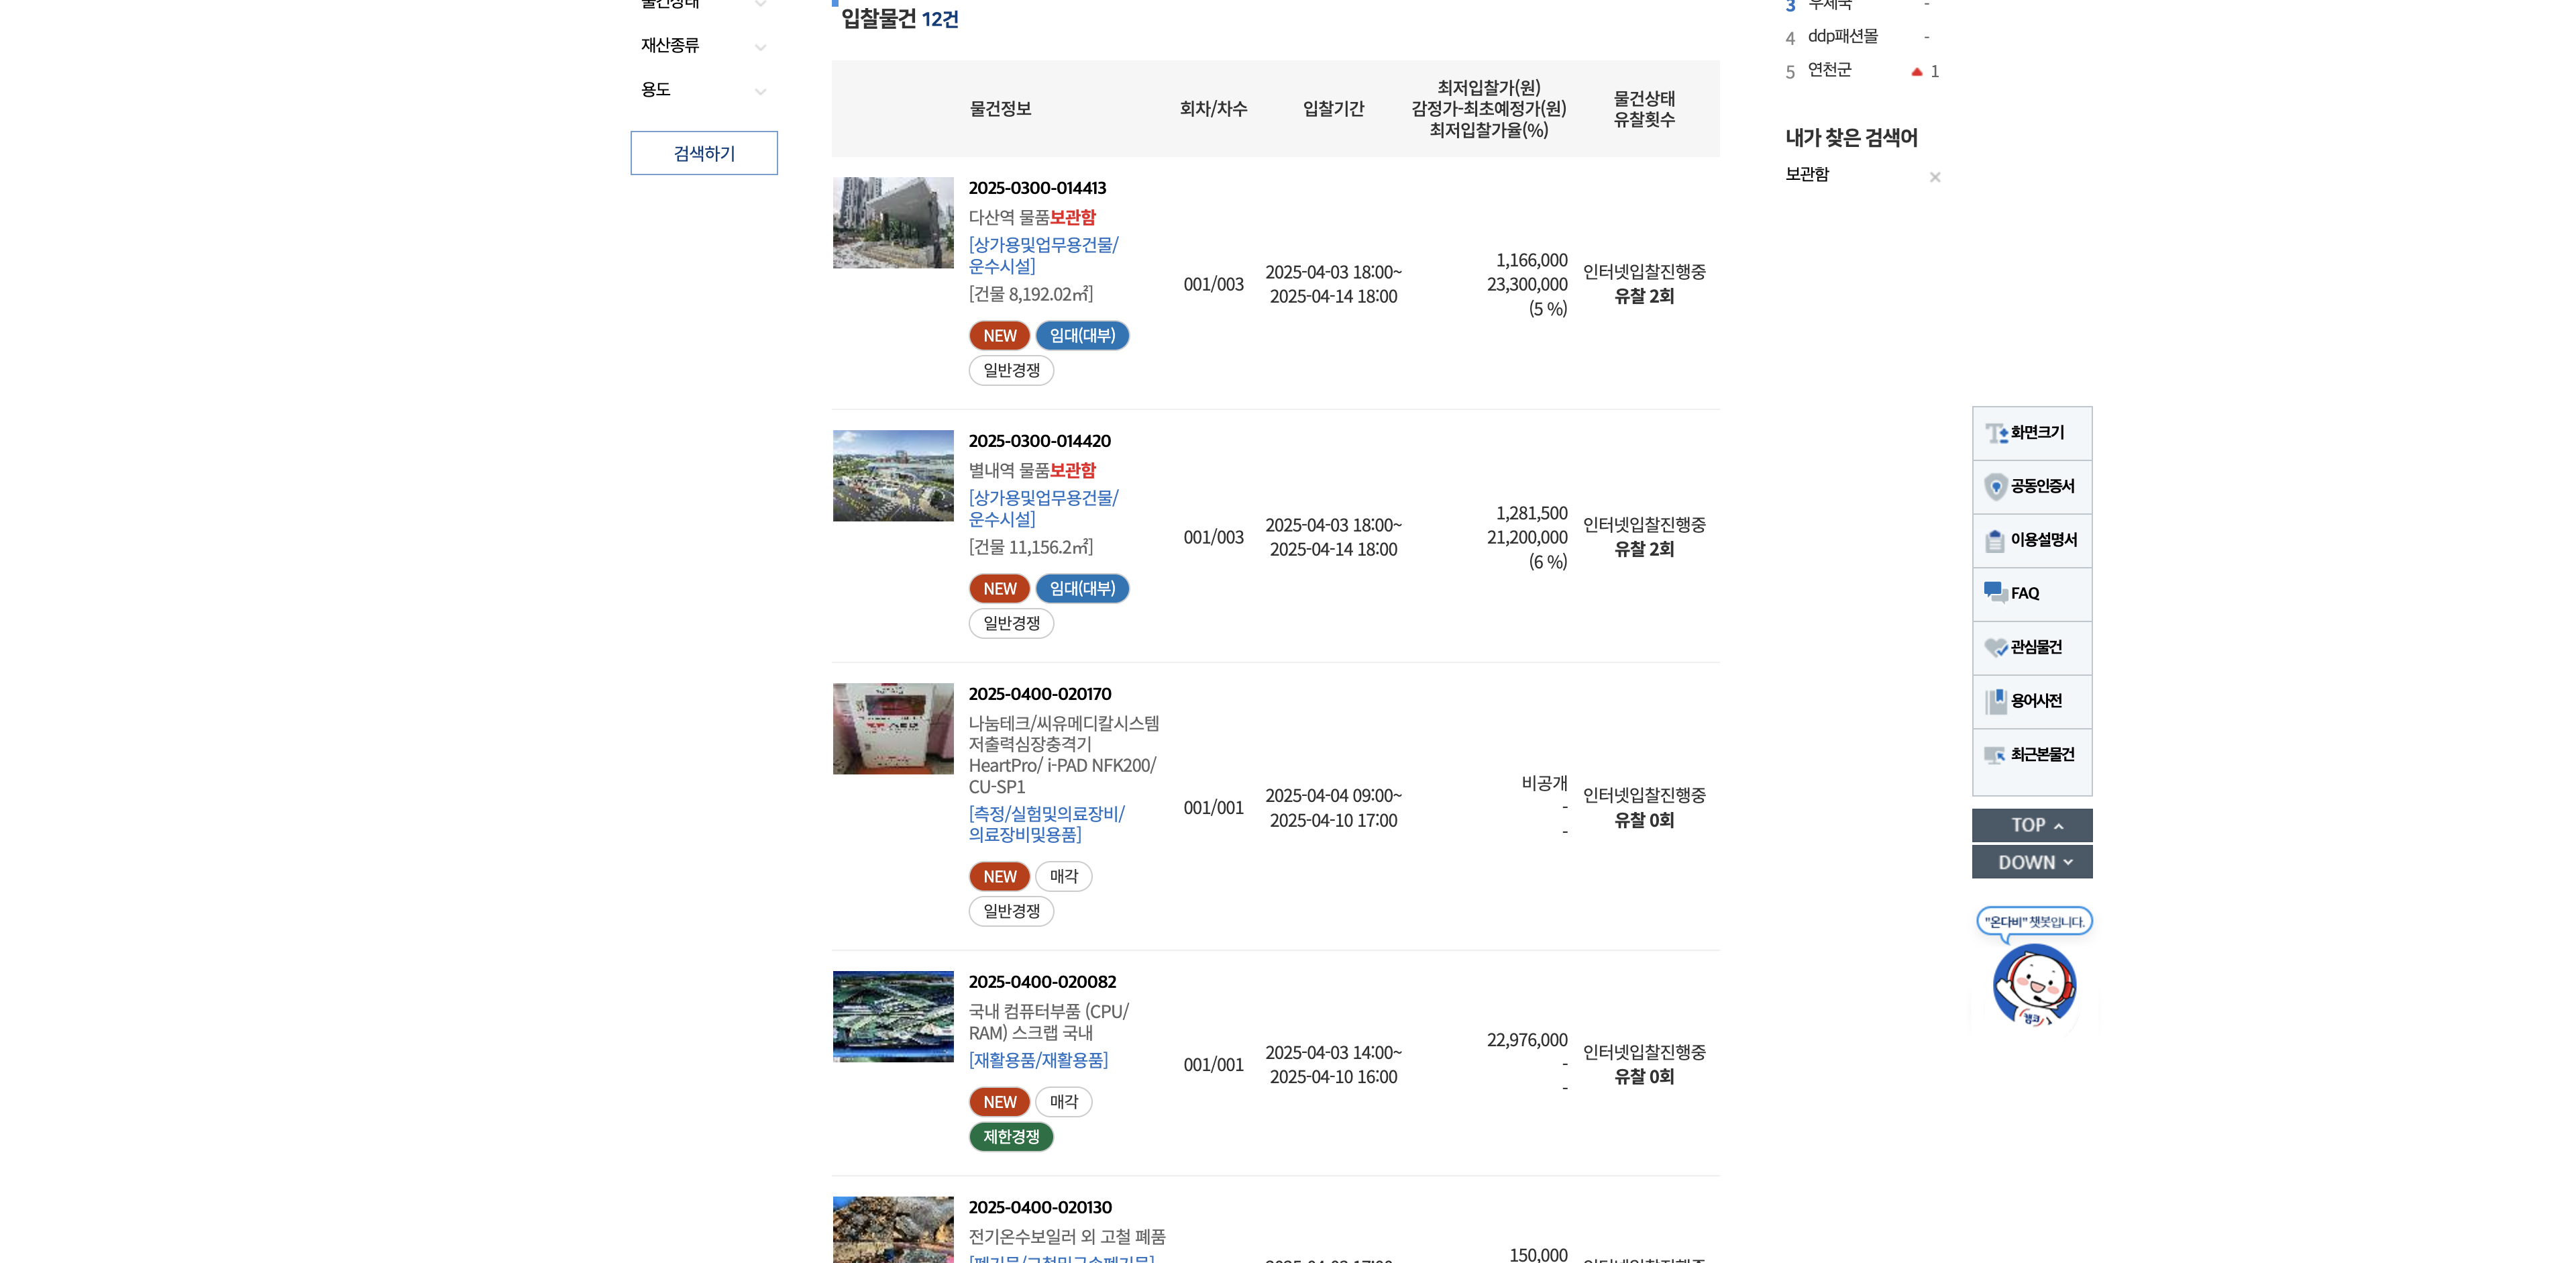 물건상태
재산종류
용도
검색하기
입찰물건 12건
물건정보
회차/차수
입찰기간
최저입찰가(원)
감정가-최초예정가(원)
최저입찰가율(%)
물건상태
유찰횟수
2025-0300-014413
다산역 물품보관함
[상가용및업무용건물/
운수시설]
[건물 8,192.02㎡]
NEW 임대(대부)
일반경쟁
001/003
2025-04-03 18:00~
2025-04-14 18:00
1,166,000
23,300,000
(5 %)
인터넷입찰진행중
유찰 2회
2025-0300-014420
별내역 물품보관함
[상가용및업무용건물/
운수시설]
[건물 11,156.2㎡]
NEW 임대(대부)
일반경쟁
001/003
2025-04-03 18:00~
2025-04-14 18:00
1,281,500
21,200,000
(6 %)
인터넷입찰진행중
유찰 2회
2025-0400-020170
나눔테크/씨유메디칼시스템
저출력심장충격기
HeartPro/ i-PAD NFK200/
CU-SP1
[측정/실험및의료장비/
의료장비및용품]
NEW 매각
일반경쟁
001/001
2025-04-04 09:00~
2025-04-10 17:00
비공개
-
-
인터넷입찰진행중
유찰 0회
2025-0400-020082
국내 컴퓨터부품 (CPU/
RAM) 스크랩 국내
[재활용품/재활용품]
NEW 매각
제한경쟁
001/001
2025-04-03 14:00~
2025-04-10 16:00
22,976,000
-
-
인터넷입찰진행중
유찰 0회
2025-0400-020130
전기온수보일러 외 고철 폐품
150,000
3 우체국 -
4 ddp패션몰 -
5 연천군 ▲ 1
내가 찾은 검색어
보관함 ×
화면크기
공동인증서
이용설명서
FAQ
관심물건
용어사전
최근본물건
TOP
DOWN
"온다비" 챗봇입니다.
캠코